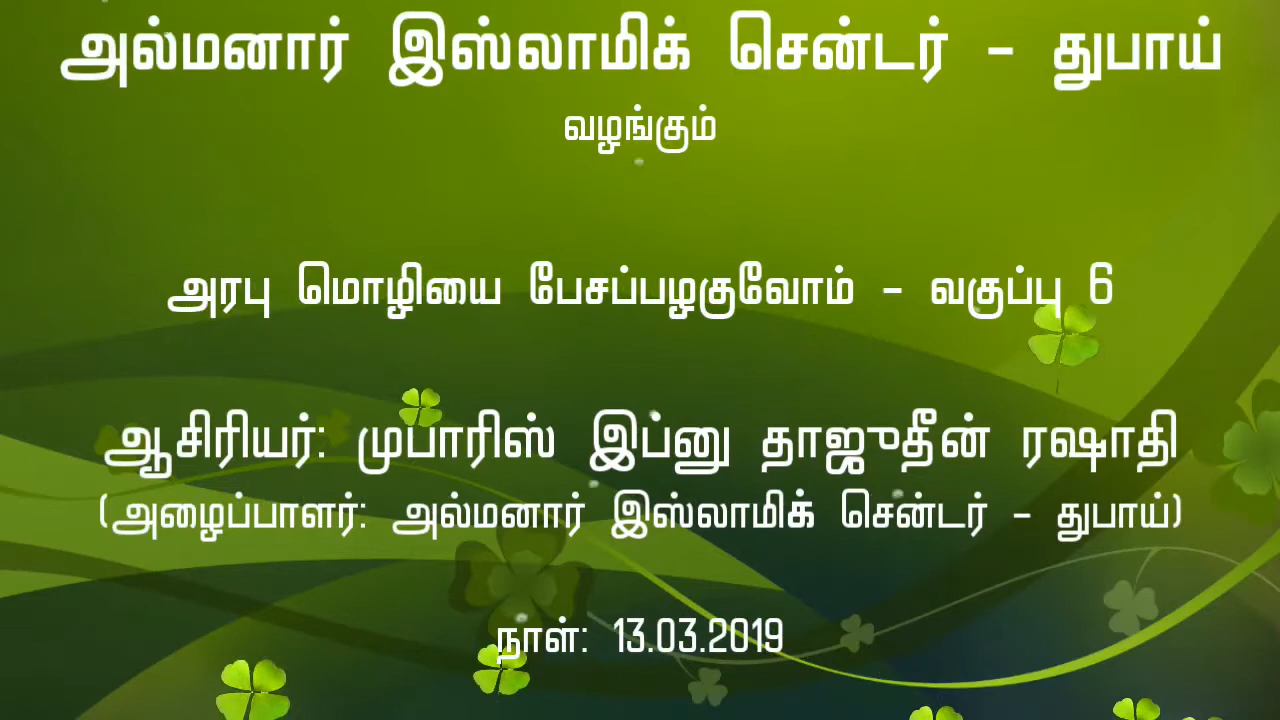 அல்மனார் இஸ்லாமிக் சென்டர் - துபாய்
வழங்கும்
அரபு மொழியை பேசப்பழகுவோம் - வகுப்பு 6
ஆசிரியர்: முபாரிஸ் இப்னு தாஜுதீன் ரஷாதி
(அழைப்பாளர்: அல்மனார் இஸ்லாமிக் சென்டர் - துபாய்)
நாள்: 13.03.2019